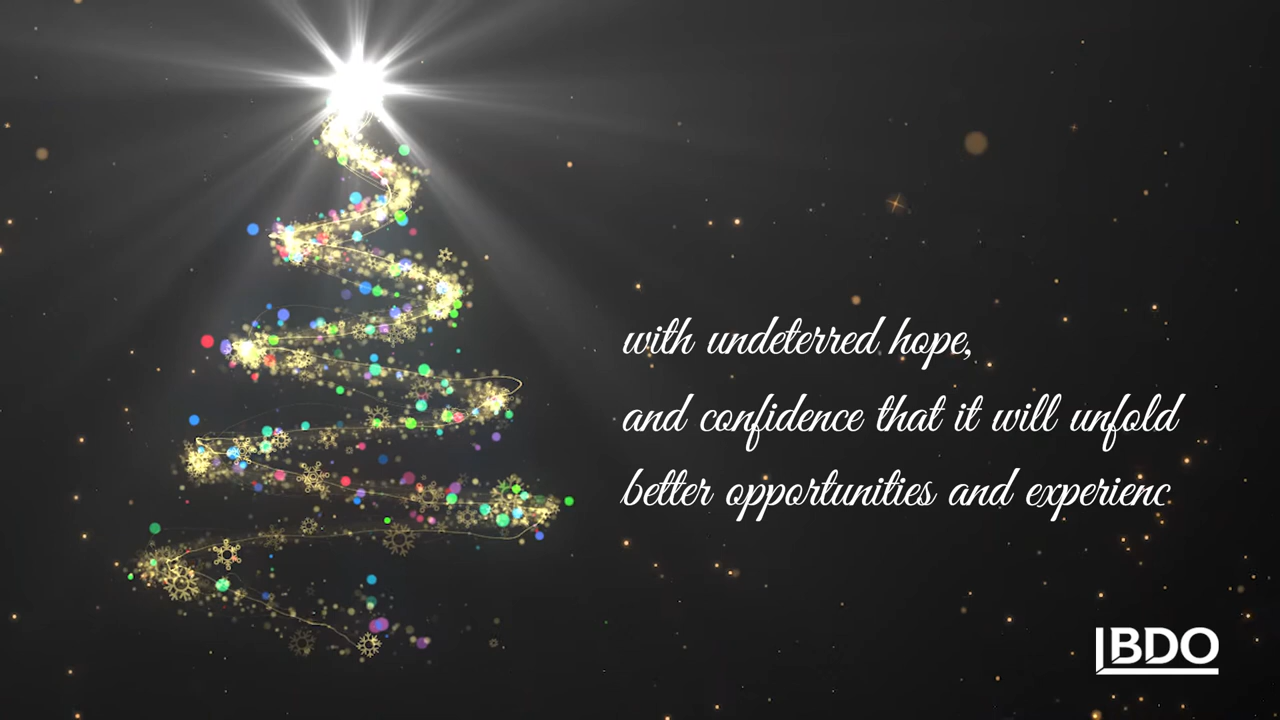 with undeterred hope,
and confidence that it will unfold
better opportunities and experienc
BDO